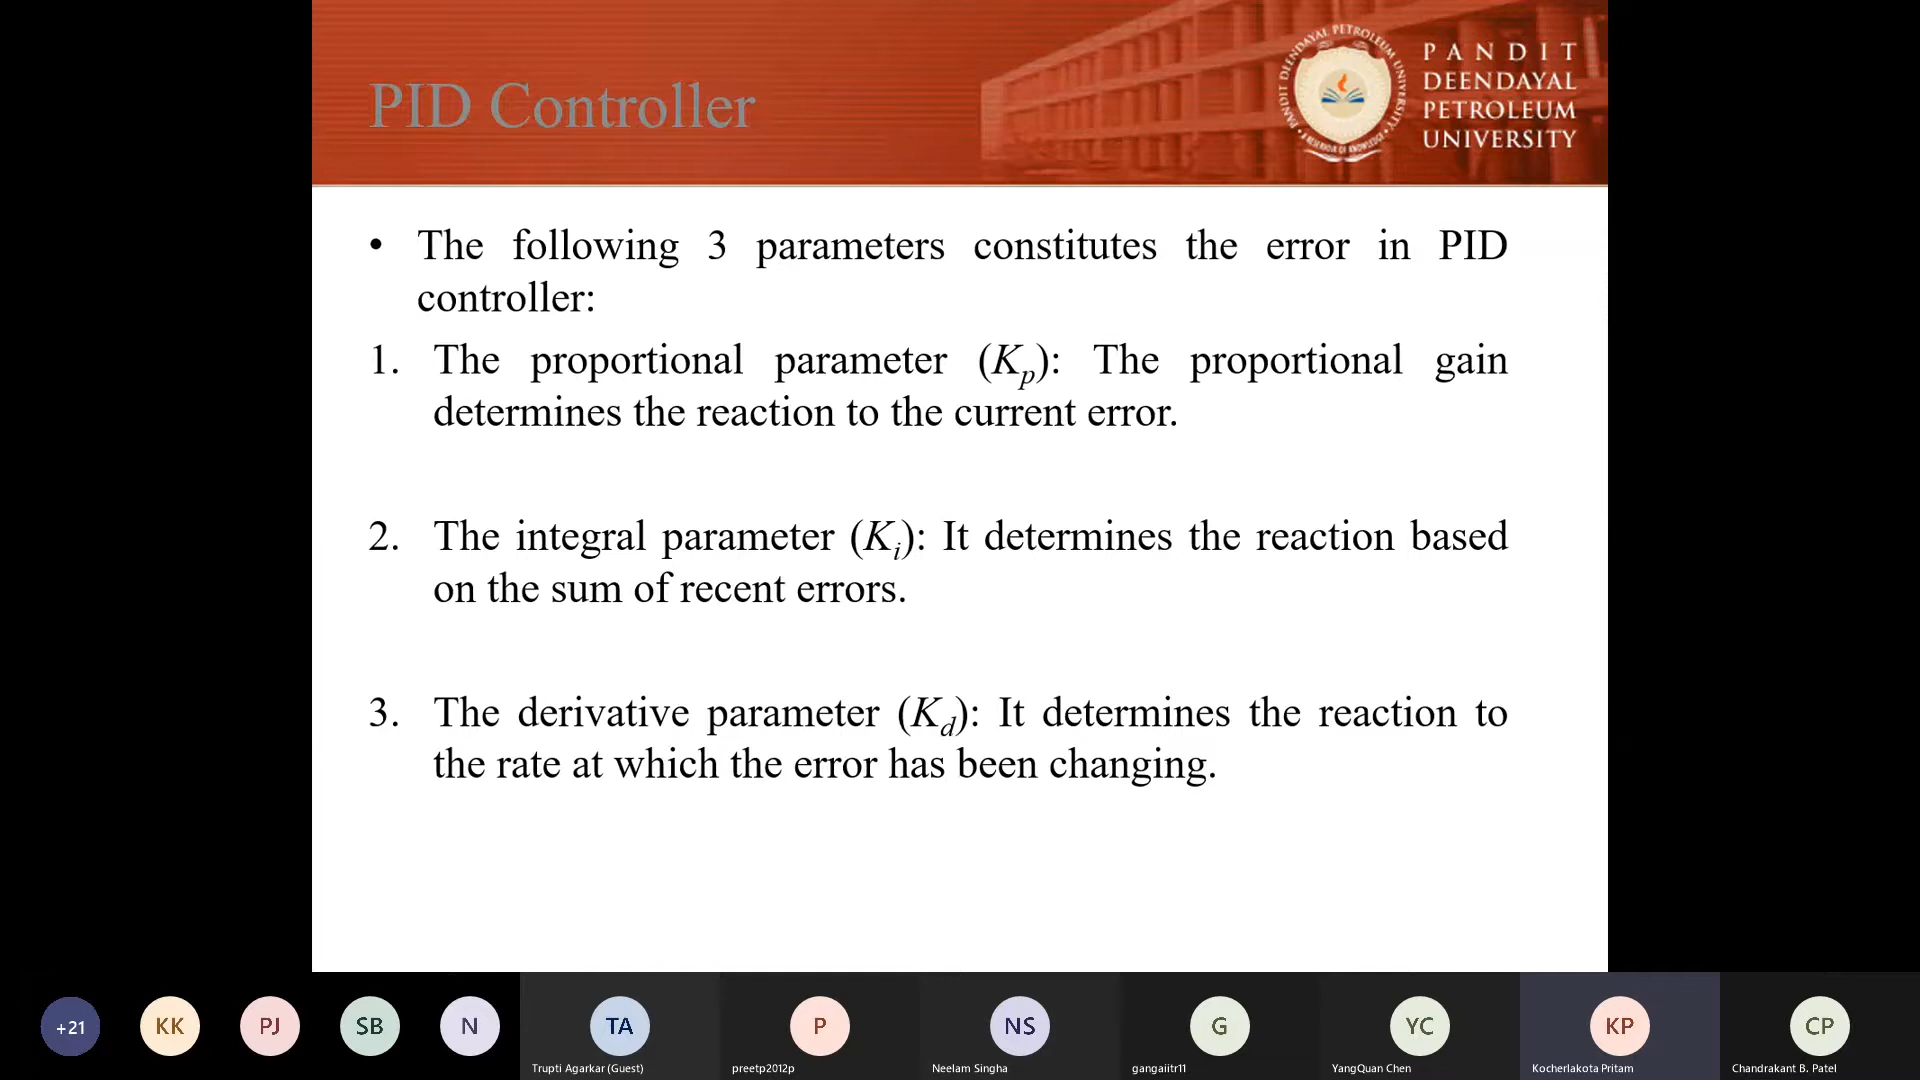 PID Controller
PANDIT
DEENDAYAL
PETROLEUM
UNIVERSITY
PANDIT DEENDAYAL PETROLEUM UNIVERSITY
• The following 3 parameters constitutes the error in PID
controller:
1. The proportional parameter (Kp): The proportional gain
determines the reaction to the current error.
2. The integral parameter (Ki): It determines the reaction based
on the sum of recent errors.
3. The derivative parameter (Kd): It determines the reaction to
the rate at which the error has been changing.
+21
KK
PJ
SB
N
TA
P
NS
G
YC
KP
CP
Trupti Agarkar (Guest)
preetp2012p
Neelam Singha
gangaiitr11
YangQuan Chen
Kocherlakota Pritam
Chandrakant B. Patel